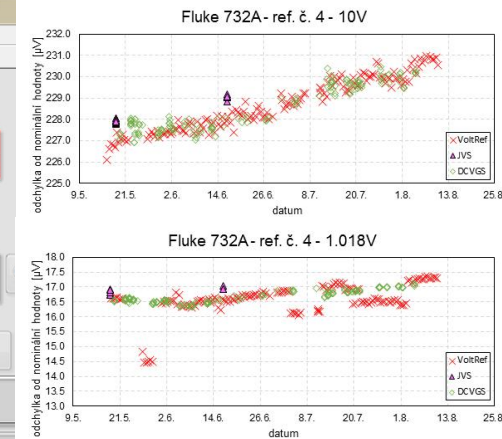 Fluke 732A - ref. č. 4 - 10V
odchylka od nominální hodnoty [µV]
232.0
231.0
230.0
229.0
228.0
227.0
226.0
225.0
VoltRef
JVS
DCVGS
9.5. 21.5. 2.6. 14.6. 26.6. 8.7. 20.7. 1.8. 13.8. 25.8.
datum
Fluke 732A - ref. č. 4 - 1.018V
odchylka od nominální hodnoty [µV]
18.0
17.5
17.0
16.5
16.0
15.5
15.0
14.5
14.0
13.5
13.0
VoltRef
JVS
DCVGS
9.5. 21.5. 2.6. 14.6. 26.6. 8.7. 20.7. 1.8. 13.8. 25.8.
datum